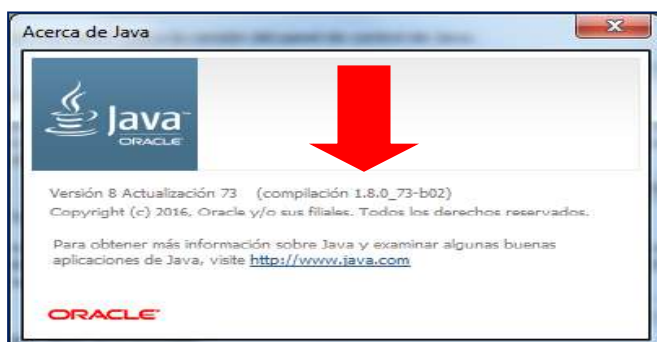 Acerca de Java
Java
ORACLE
Versión 8 Actualización 73 (compilación 1.8.0_73-b02)
Copyright (c) 2016, Oracle y/o sus filiales. Todos los derechos reservados.
Para obtener más información sobre Java y examinar algunas buenas
aplicaciones de Java, visite http://www.java.com
ORACLE